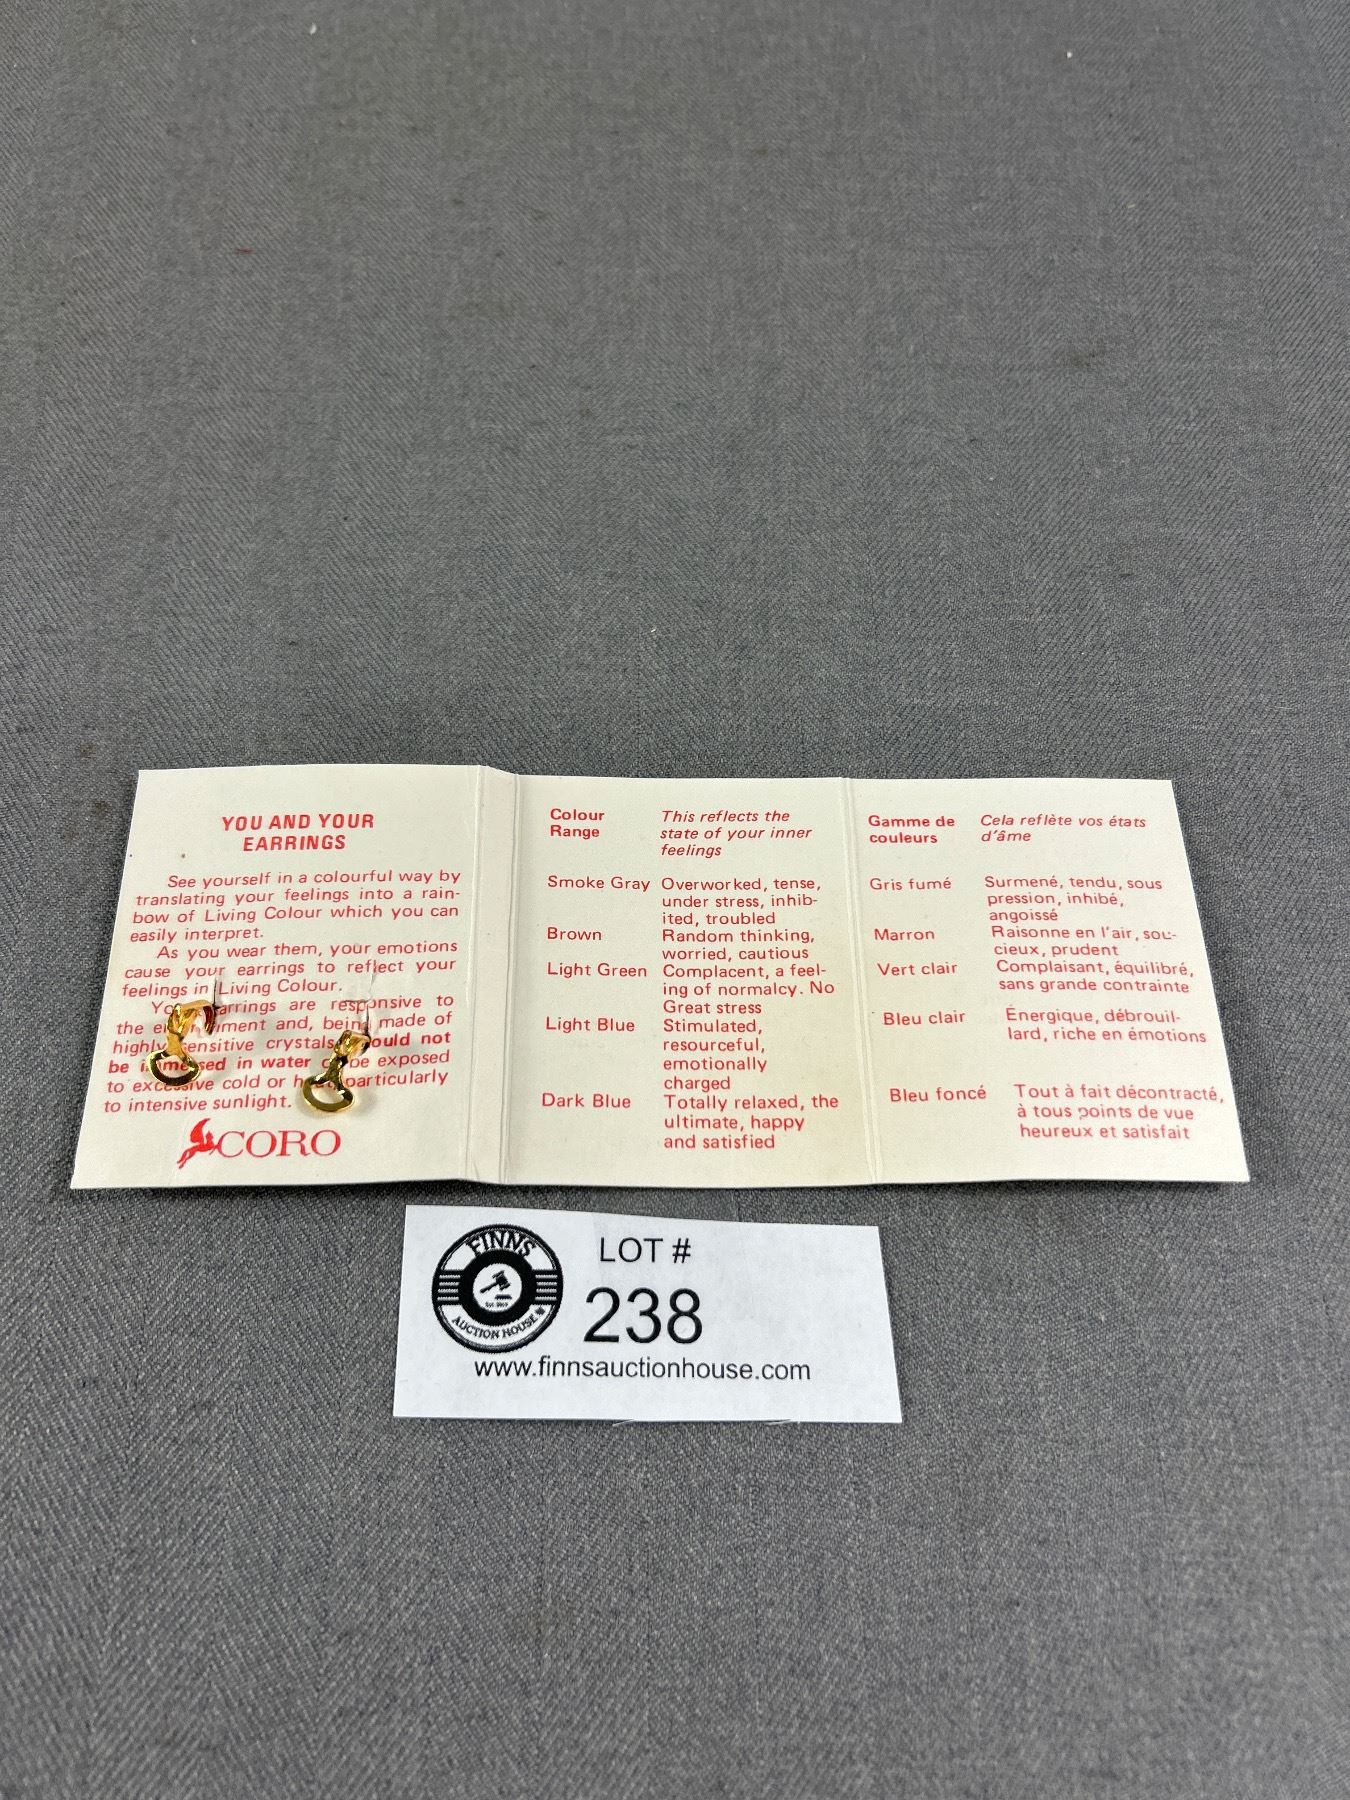 YOU AND YOUR
EARRINGS
See yourself in a colourful way by
translating your feelings into a rain-
bow of Living Colour which you can
easily interpret.
As you wear them, your emotions
cause your earrings to reflect your
feelings in Living Colour.
are responsive to
the and, being made of
highly sensitive crystals,
be in water be exposed
to excessive cold or particularly
to intensive sunlight.
CORO
Colour
Range
This reflects the
state of your inner
feelings
Smoke Gray Overworked, tense,
under stress, inhib-
ited, troubled
Brown Random thinking,
worried, cautious
Light Green Complacent, a feel-
ing of normalcy. No
Great stress
Light Blue Stimulated,
resourceful,
emotionally
charged
Dark Blue Totally relaxed, the
ultimate, happy
and satisfied
Gamme de
couleurs
Cela reflète vos états
d'âme
Gris fumé Surmené, tendu, sous
pression, inhibé,
angoissé
Marron Raisonne en l'air, sou-
cieux, prudent
Vert clair Complaisant, équilibré,
sans grande contrainte
Bleu clair Énergique, débrouil-
lard, riche en émotions
Bleu foncé Tout à fait décontracté,
à tous points de vue
heureux et satisfait
FINNS
AUCTION HOUSE
LOT #
238
www.finnsauctionhouse.com